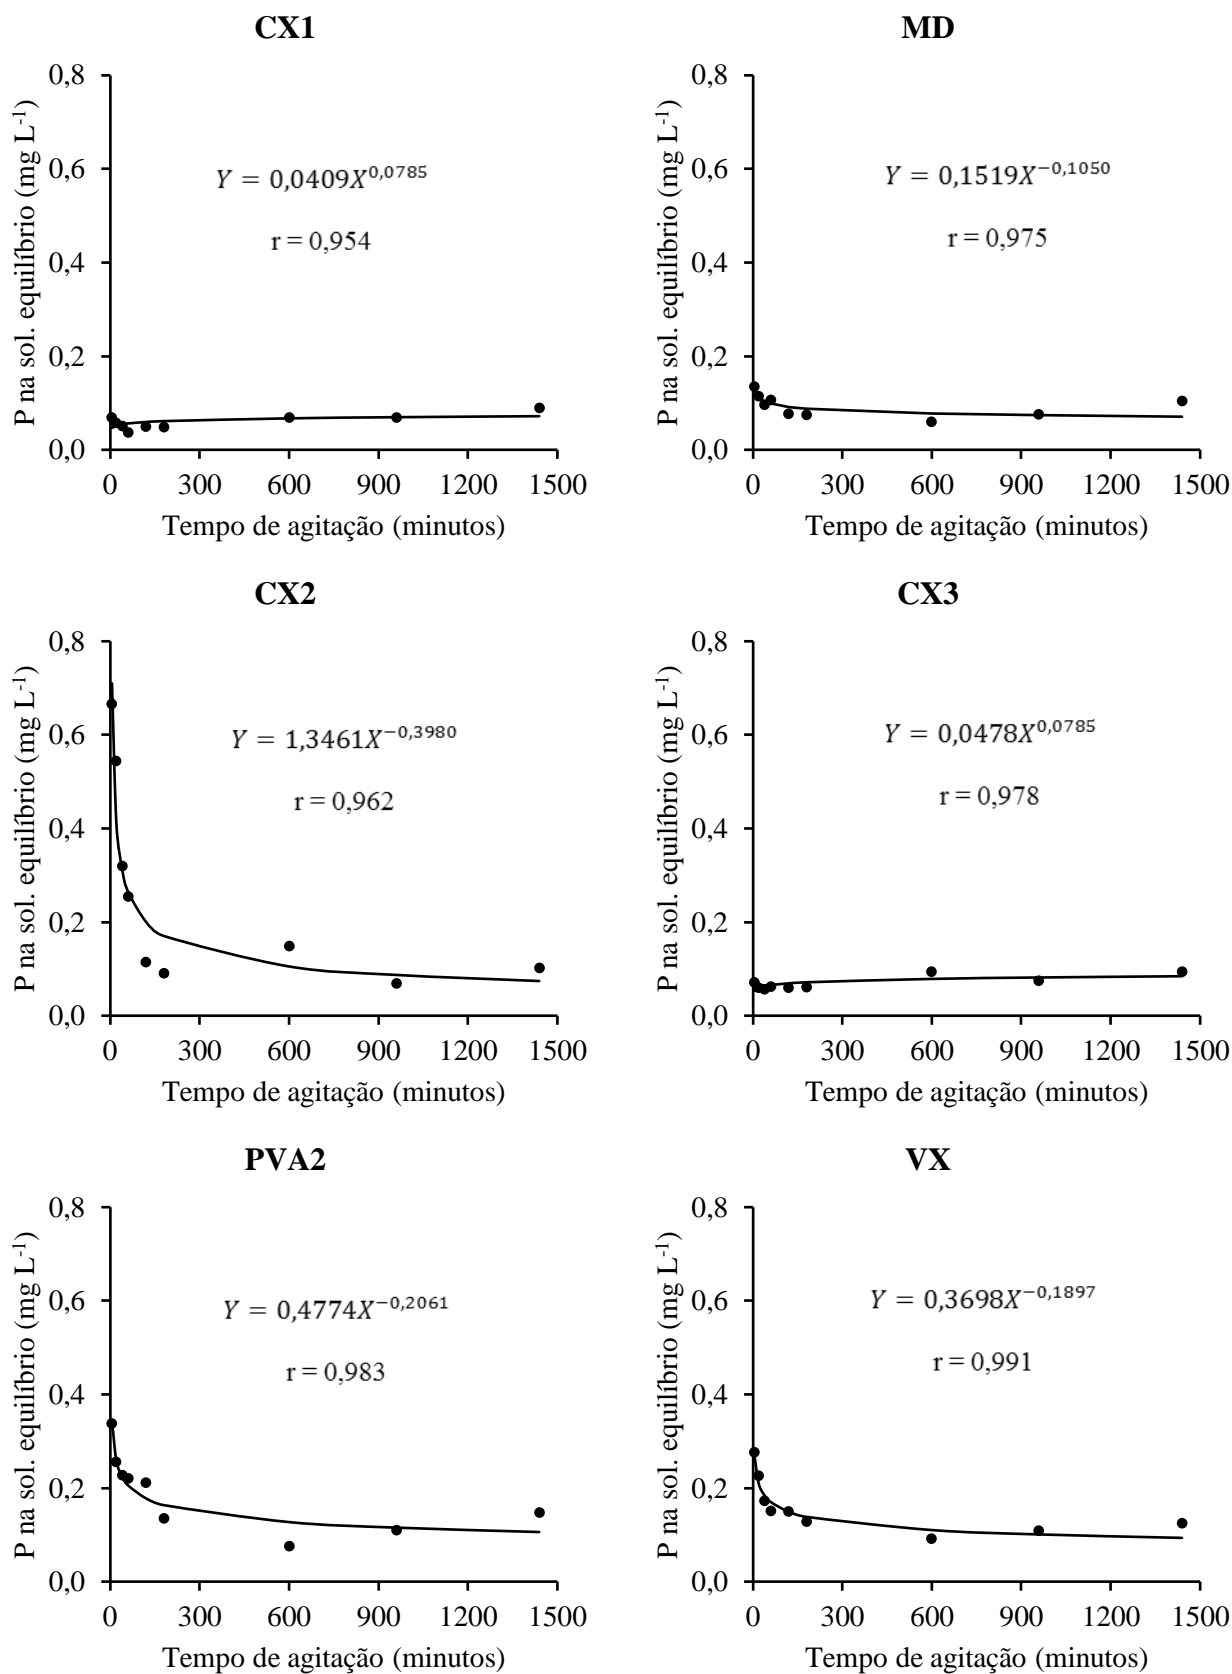 CX1
P na sol. equilíbrio (mg L⁻¹)
0,8
0,6
0,4
0,2
0,0
Y = 0,0409X^0,0785
r = 0,954
0 300 600 900 1200 1500
Tempo de agitação (minutos)
MD
P na sol. equilíbrio (mg L⁻¹)
0,8
0,6
0,4
0,2
0,0
Y = 0,1519X^−0,1050
r = 0,975
0 300 600 900 1200 1500
Tempo de agitação (minutos)
CX2
P na sol. equilíbrio (mg L⁻¹)
0,8
0,6
0,4
0,2
0,0
Y = 1,3461X^−0,3980
r = 0,962
0 300 600 900 1200 1500
Tempo de agitação (minutos)
CX3
P na sol. equilíbrio (mg L⁻¹)
0,8
0,6
0,4
0,2
0,0
Y = 0,0478X^0,0785
r = 0,978
0 300 600 900 1200 1500
Tempo de agitação (minutos)
PVA2
P na sol. equilíbrio (mg L⁻¹)
0,8
0,6
0,4
0,2
0,0
Y = 0,4774X^−0,2061
r = 0,983
0 300 600 900 1200 1500
Tempo de agitação (minutos)
VX
P na sol. equilíbrio (mg L⁻¹)
0,8
0,6
0,4
0,2
0,0
Y = 0,3698X^−0,1897
r = 0,991
0 300 600 900 1200 1500
Tempo de agitação (minutos)